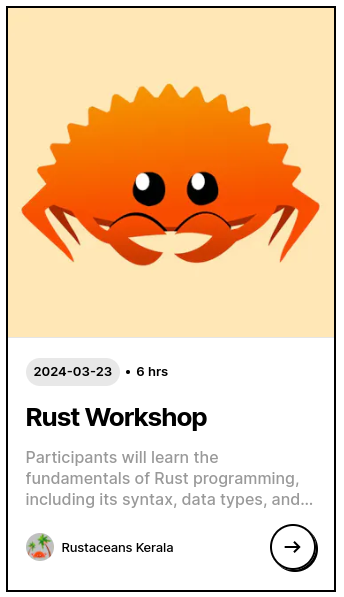 2024-03-23 • 6 hrs
Rust Workshop
Participants will learn the
fundamentals of Rust programming,
including its syntax, data types, and...
Rustaceans Kerala